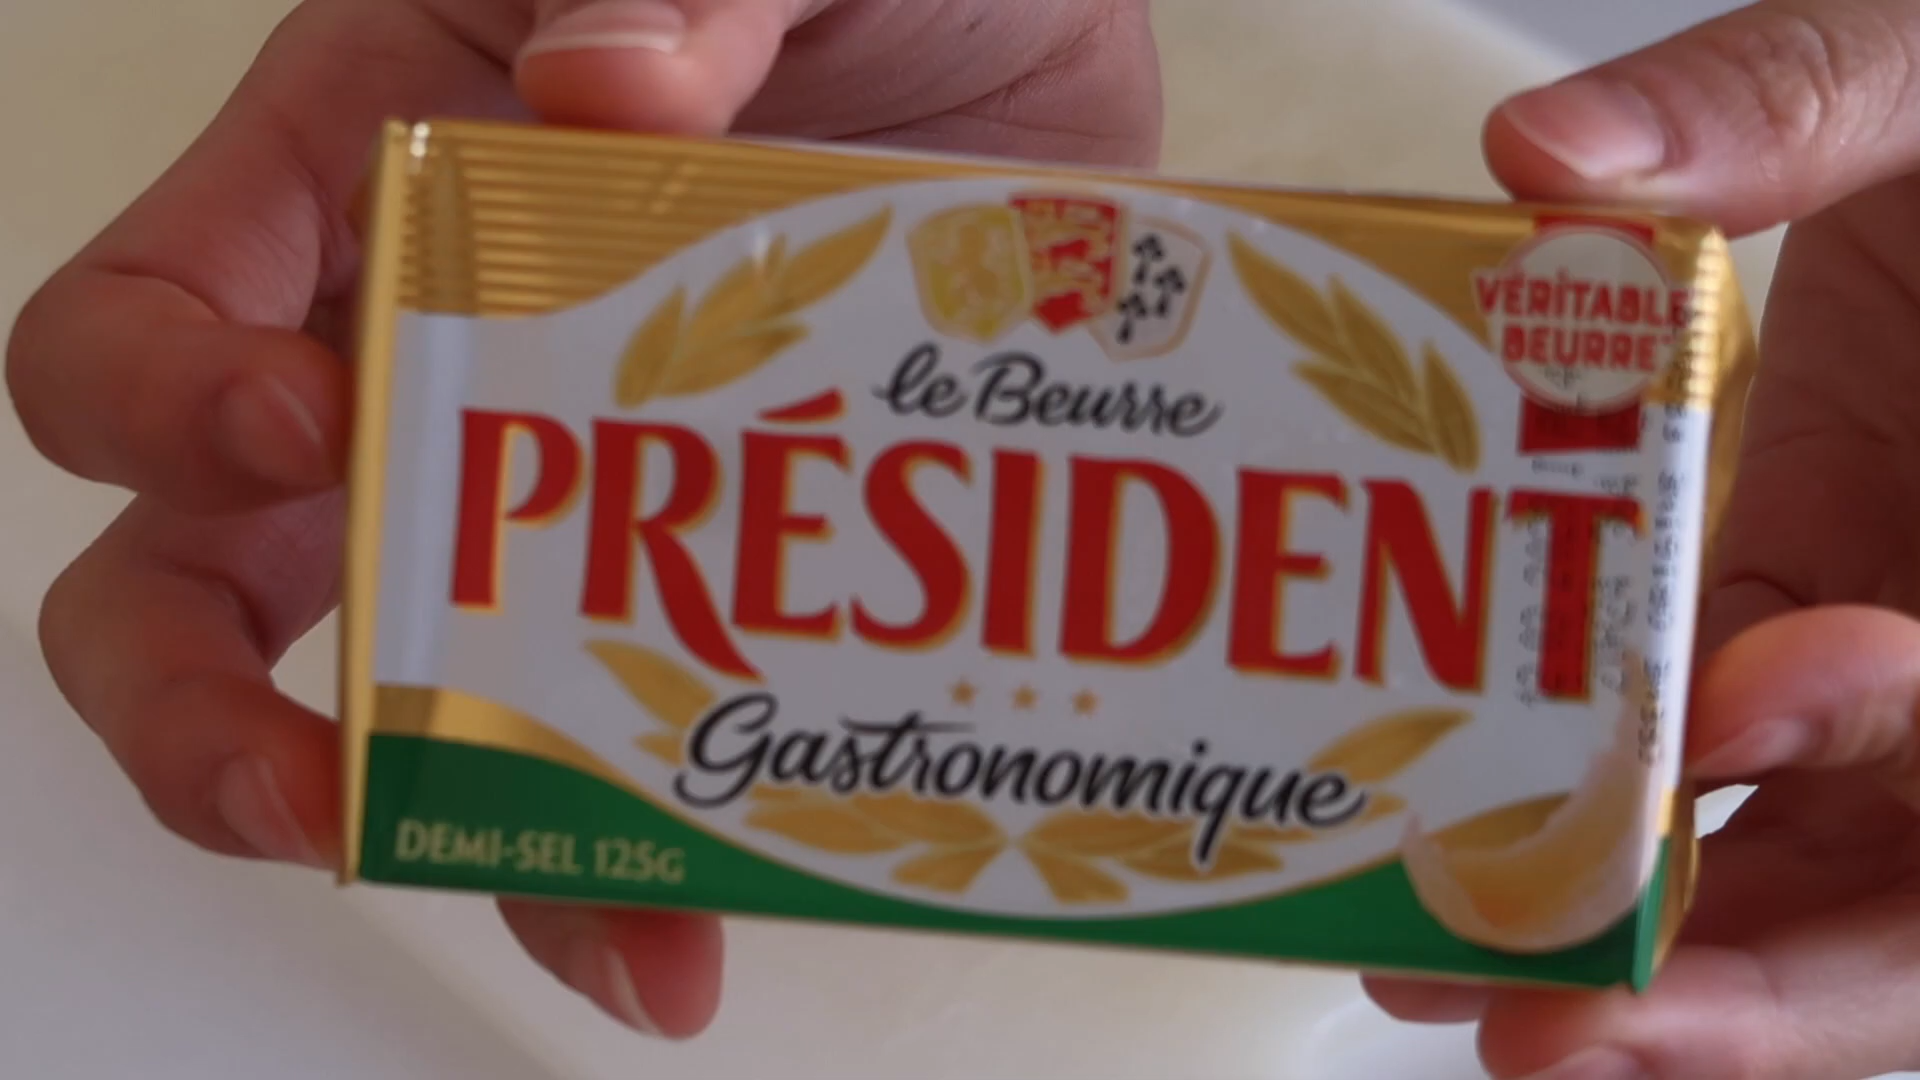 le Beurre
VÉRITABLE
BEURRE
PRÉSIDENT
Gastronomique
DEMI-SEL 125G